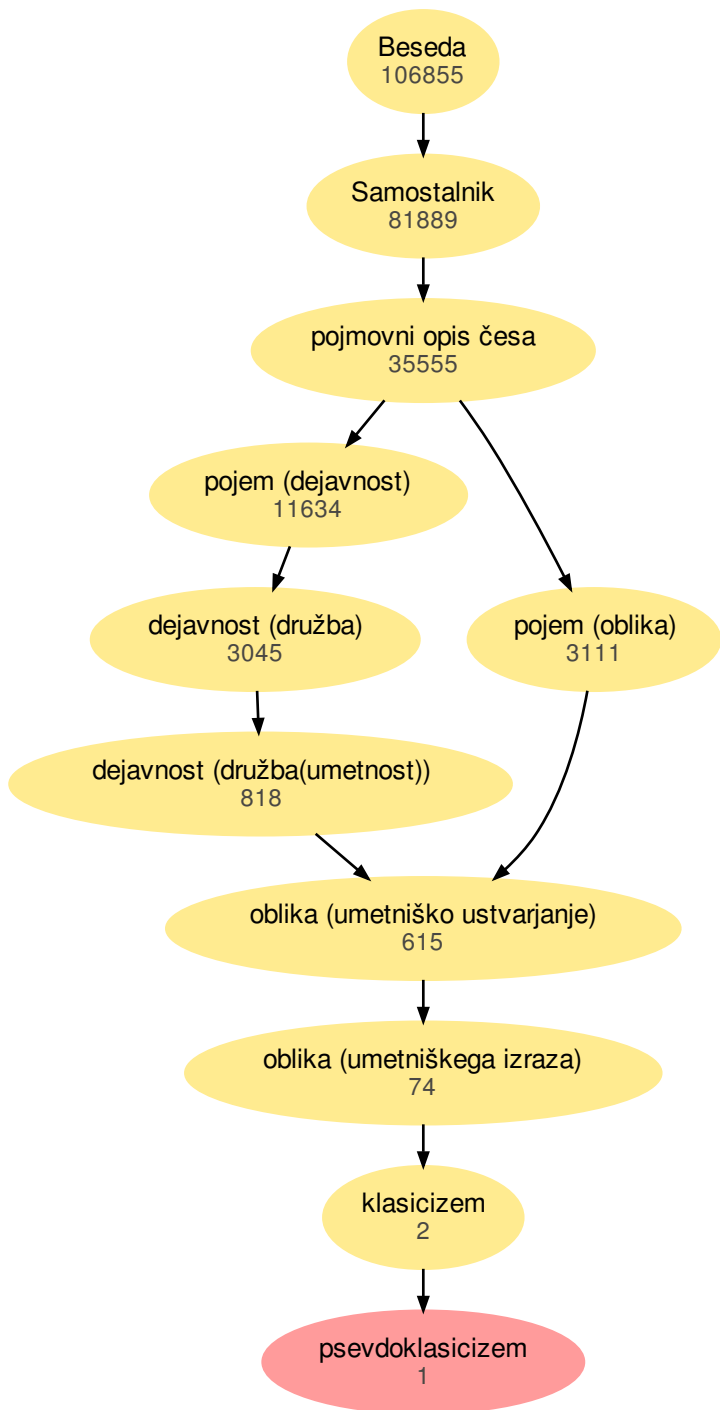 Beseda
106855
Samostalnik
81889
pojmovni opis česa
35555
pojem (dejavnost)
11634
dejavnost (družba)
3045
pojem (oblika)
3111
dejavnost (družba(umetnost))
818
oblika (umetniško ustvarjanje)
615
oblika (umetniškega izraza)
74
klasicizem
2
psevdoklasicizem
1